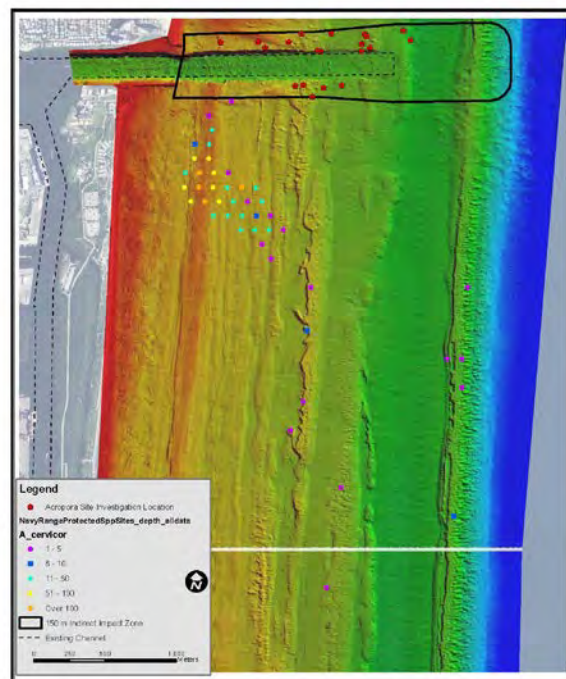 Legend
Acropora Site Investigation Location
NavyRangeProtectedSppSites_depth_alldata
A_cervicor
1 - 5
6 - 10
11 - 50
51 - 100
Over 100
150 m Indirect Impact Zone
Existing Channel
N
0 250 500 1,000
Meters